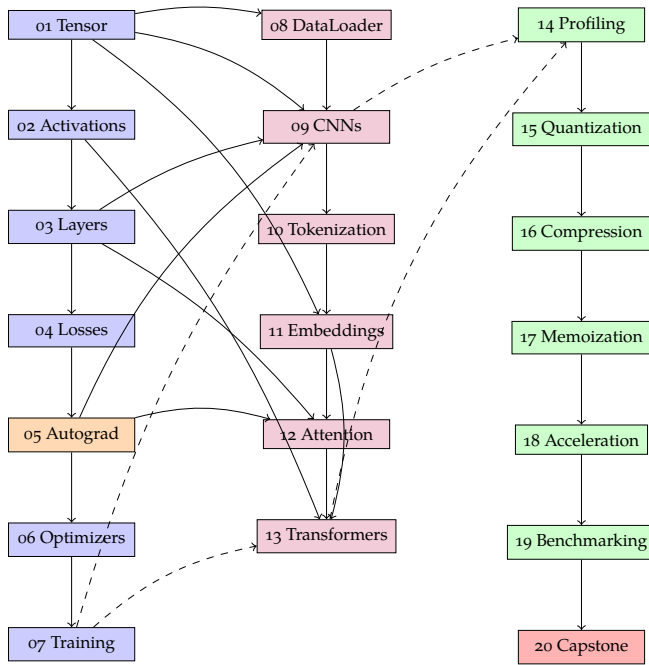 01 Tensor
02 Activations
03 Layers
04 Losses
05 Autograd
06 Optimizers
07 Training
08 DataLoader
09 CNNs
10 Tokenization
11 Embeddings
12 Attention
13 Transformers
14 Profiling
15 Quantization
16 Compression
17 Memoization
18 Acceleration
19 Benchmarking
20 Capstone